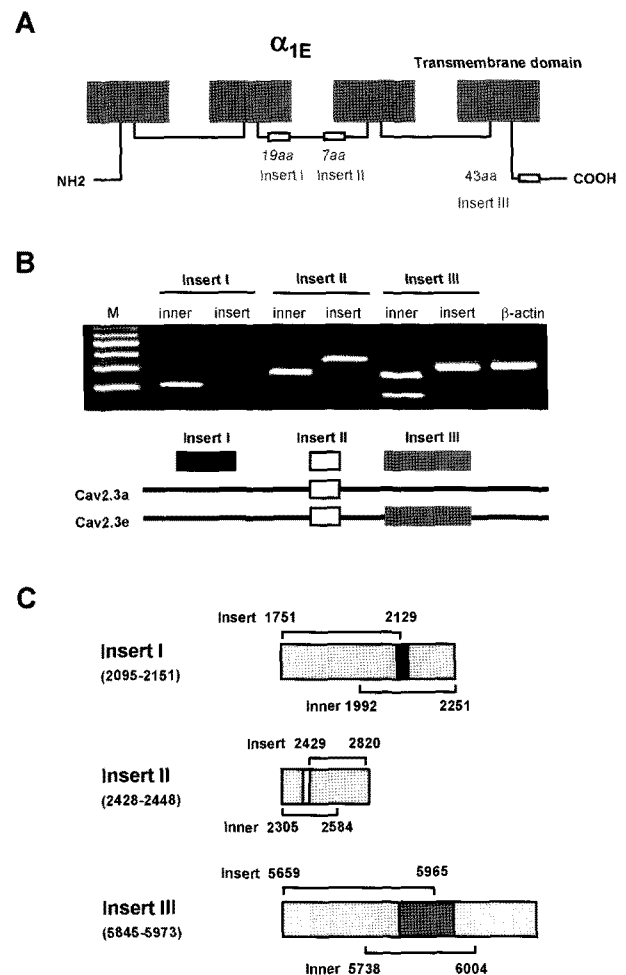 A
α1E
Transmembrane domain
19aa 7aa
Insert I Insert II
43aa
NH2
COOH
Insert III
B
Insert I Insert II Insert III
M inner insert inner insert inner insert β-actin
Insert I Insert II Insert III
Cav2.3a
Cav2.3e
C
Insert 1751 2129
Insert I
(2095-2151)
Inner 1992 2251
Insert 2429 2820
Insert II
(2428-2448)
Inner 2305 2584
Insert 5659 5965
Insert III
(5845-5973)
Inner 5738 6004